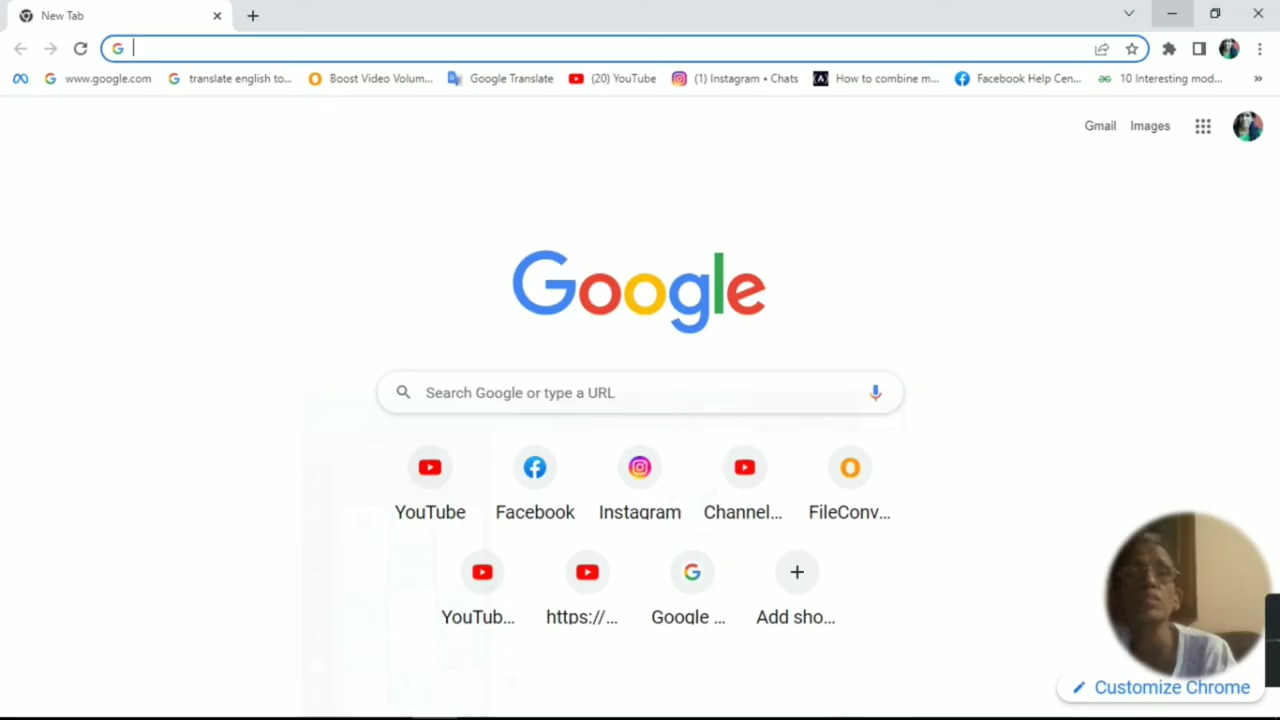 New Tab
www.google.com
translate english to...
Boost Video Volum...
Google Translate
(20) YouTube
(1) Instagram • Chats
How to combine m...
Facebook Help Cen...
10 Interesting mod...
Gmail
Images
Google
Search Google or type a URL
YouTube
Facebook
Instagram
Channel...
FileConv...
YouTub...
https://...
Google ...
Add sho...
Customize Chrome